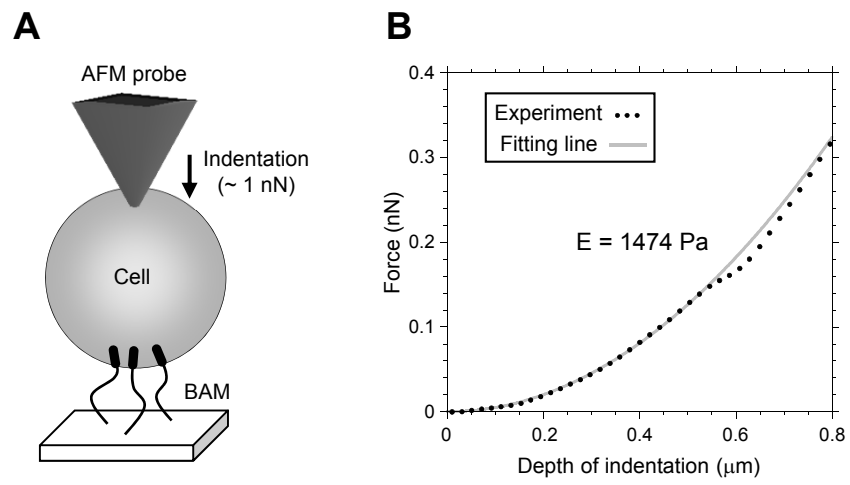 A
AFM probe
Indentation
(~ 1 nN)
Cell
BAM
B
0.4
0.3
0.2
0.1
0
Force (nN)
Experiment
Fitting line
E = 1474 Pa
0
0.2
0.4
0.6
0.8
Depth of indentation (μm)